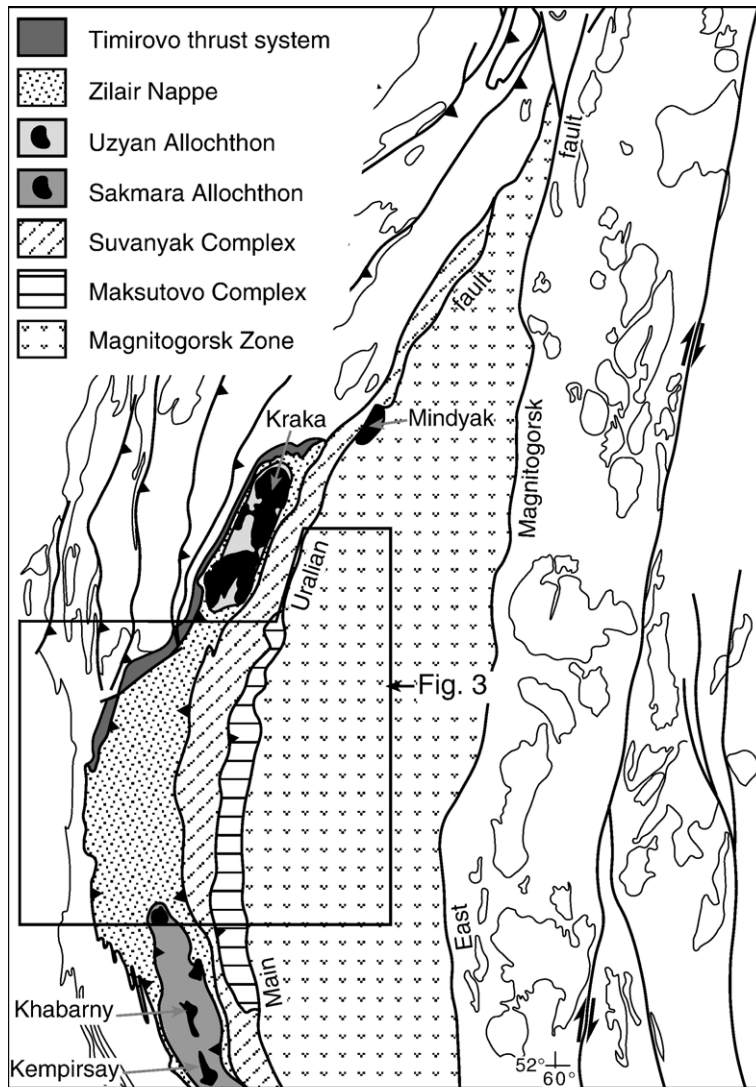 Timirovo thrust system
Zilair Nappe
Uzyan Allochthon
Sakmara Allochthon
Suvanyak Complex
Maksutovo Complex
Magnitogorsk Zone
fault
fault
Kraka
Mindyak
Magnitogorsk
Uralian
Fig. 3
East
Main
Khabarny
Kempirsay
52°
60°